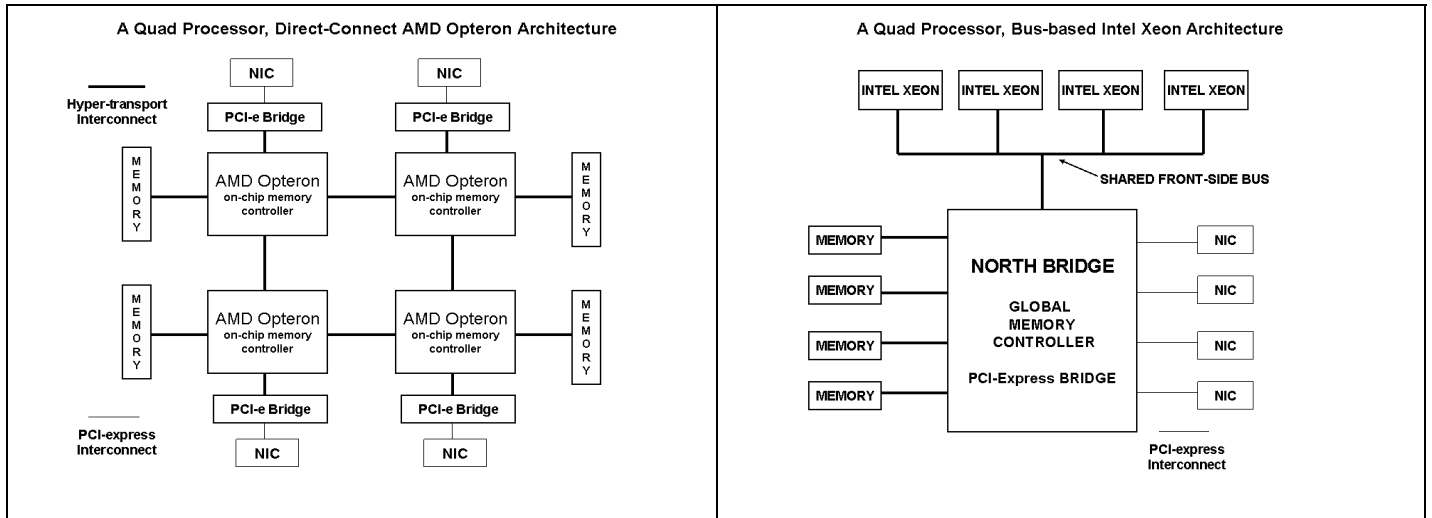 A Quad Processor, Direct-Connect AMD Opteron Architecture
Hyper-transport
Interconnect
NIC
NIC
PCI-e Bridge
PCI-e Bridge
MEMORY
AMD Opteron
on-chip memory
controller
AMD Opteron
on-chip memory
controller
MEMORY
MEMORY
AMD Opteron
on-chip memory
controller
AMD Opteron
on-chip memory
controller
MEMORY
PCI-e Bridge
PCI-e Bridge
NIC
NIC
PCI-express
Interconnect
A Quad Processor, Bus-based Intel Xeon Architecture
INTEL XEON
INTEL XEON
INTEL XEON
INTEL XEON
SHARED FRONT-SIDE BUS
MEMORY
MEMORY
MEMORY
MEMORY
NORTH BRIDGE
GLOBAL
MEMORY
CONTROLLER
PCI-Express BRIDGE
NIC
NIC
NIC
NIC
PCI-express
Interconnect